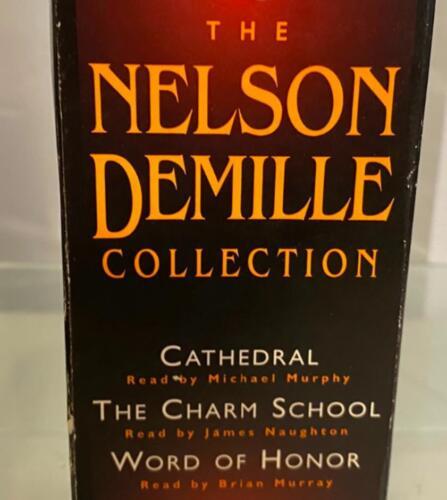 THE
NELSON
DEMILLE
COLLECTION
CATHEDRAL
Read by Michael Murphy
THE CHARM SCHOOL
Read by James Naughton
WORD OF HONOR
Read by Brian Murray